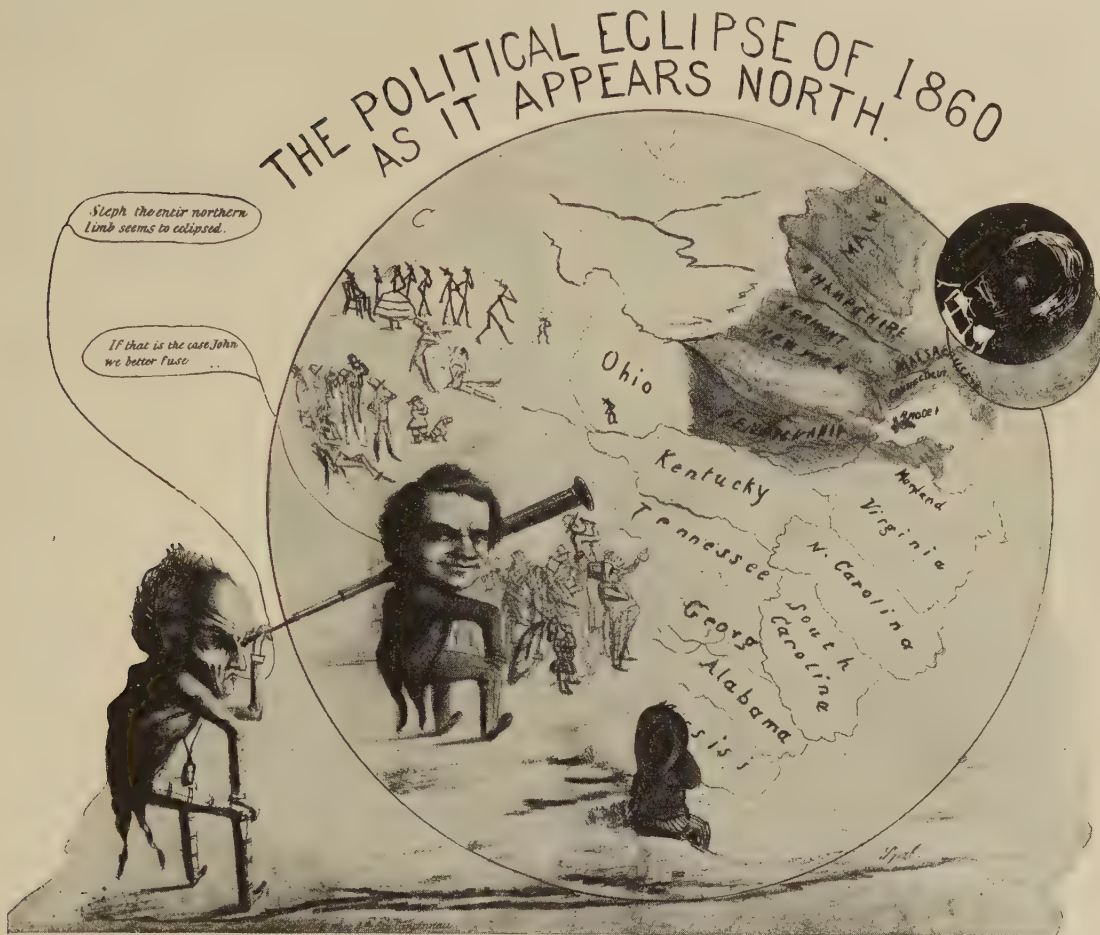 THE POLITICAL ECLIPSE OF 1860
AS IT APPEARS NORTH.
Steph the entir northern
limb seems to eclipsed.
If that is the case John
we better fuse
C
MAINE
N HAMPSHIRE
VERMONT
NEW YORK
MASSACHUSETTS
CONNECTICUT
RHODE I
Ohio
Kentucky
Maryland
Virginia
Tennessee
N. Carolina
South
Carolina
Georg
Alabama
ssis